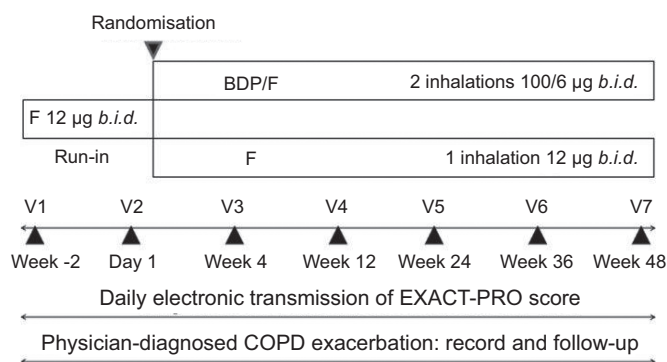 Randomisation
BDP/F 2 inhalations 100/6 µg b.i.d.
F 12 µg b.i.d.
Run-in F 1 inhalation 12 µg b.i.d.
V1 V2 V3 V4 V5 V6 V7
Week -2 Day 1 Week 4 Week 12 Week 24 Week 36 Week 48
Daily electronic transmission of EXACT-PRO score
Physician-diagnosed COPD exacerbation: record and follow-up